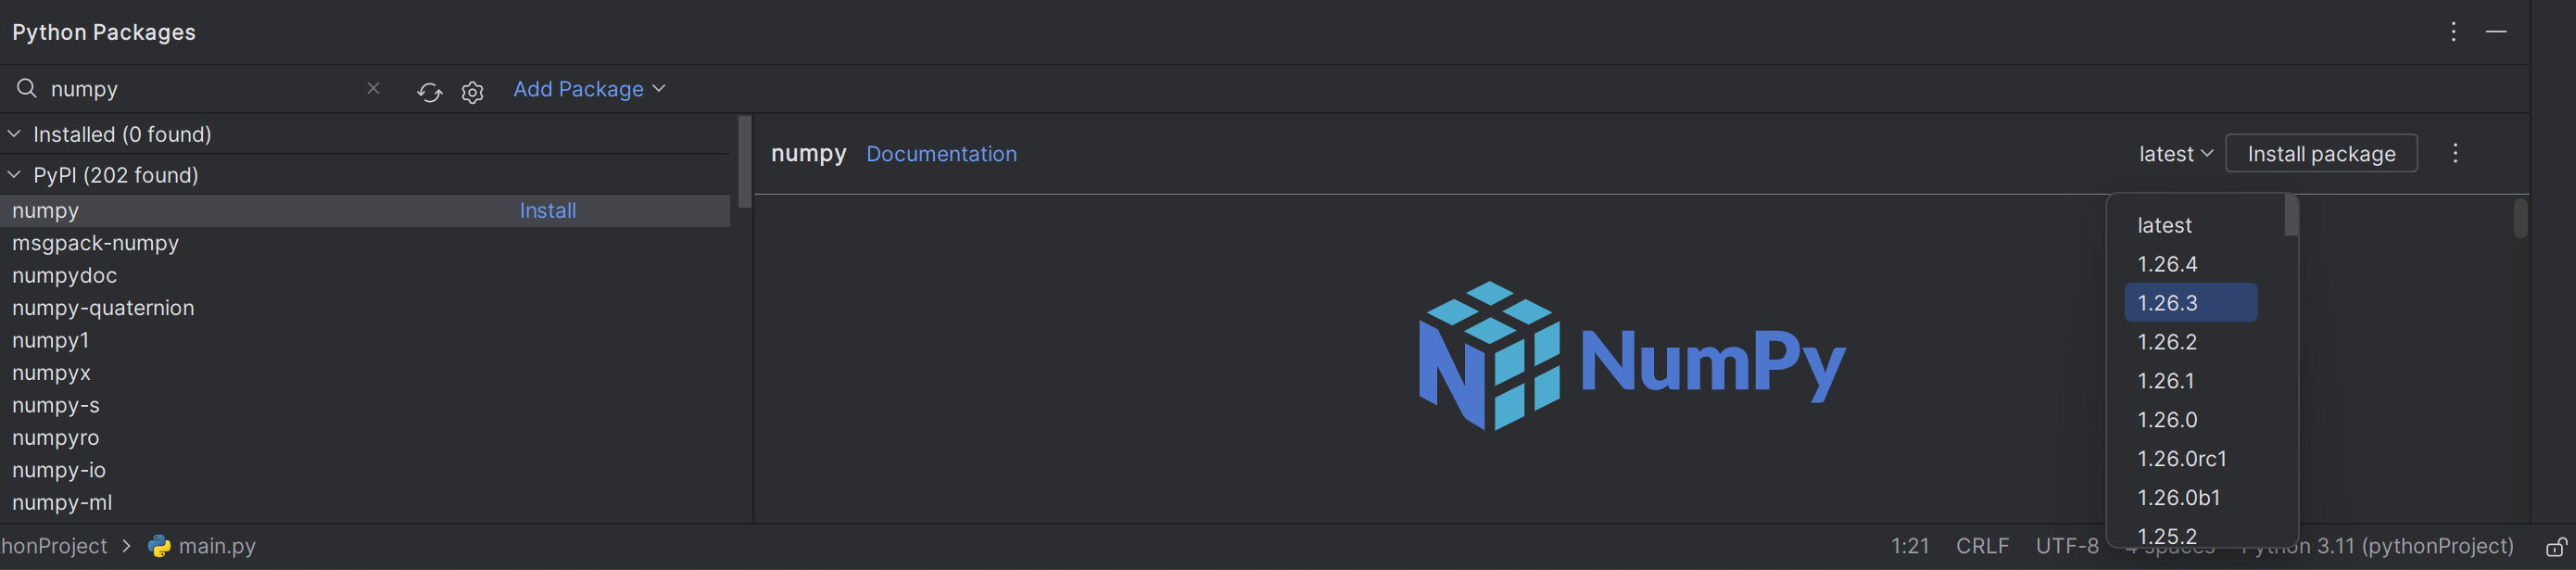 Python Packages
numpy
Add Package
Installed (0 found)
PyPI (202 found)
numpy Install
msgpack-numpy
numpydoc
numpy-quaternion
numpy1
numpyx
numpy-s
numpyro
numpy-io
numpy-ml
numpy Documentation latest Install package
NumPy
latest
1.26.4
1.26.3
1.26.2
1.26.1
1.26.0
1.26.0rc1
1.26.0b1
1.25.2
honProject main.py 1:21 CRLF UTF-8 4 spaces Python 3.11 (pythonProject)